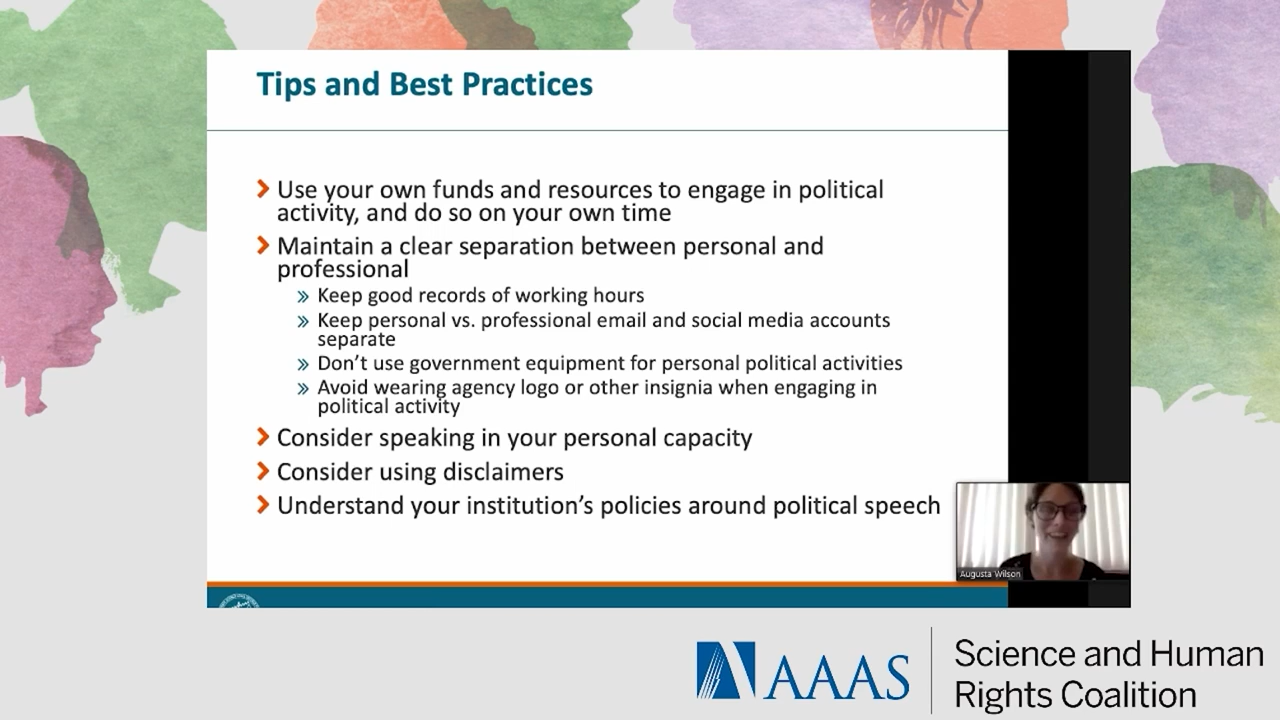 Tips and Best Practices
Use your own funds and resources to engage in political
activity, and do so on your own time
Maintain a clear separation between personal and
professional
Keep good records of working hours
Keep personal vs. professional email and social media accounts
separate
Don’t use government equipment for personal political activities
Avoid wearing agency logo or other insignia when engaging in
political activity
Consider speaking in your personal capacity
Consider using disclaimers
Understand your institution’s policies around political speech
Augusta Wilson
AAAS
Science and Human
Rights Coalition